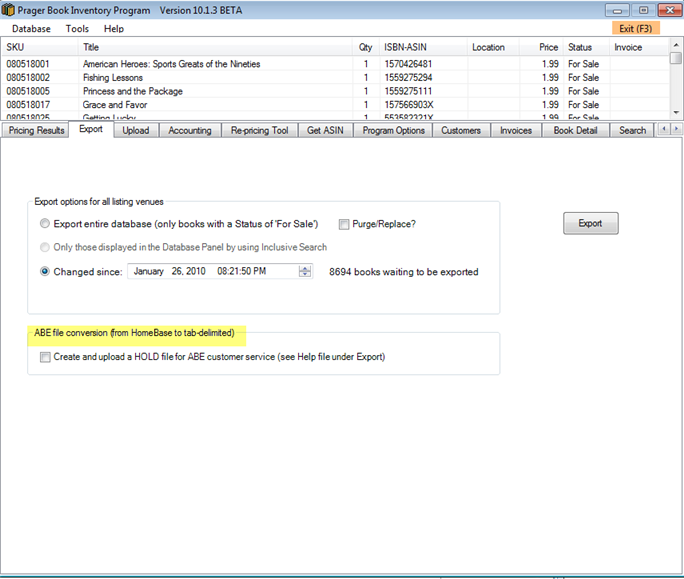 Prager Book Inventory Program Version 10.1.3 BETA
Database Tools Help Exit (F3)
SKU Title Qty ISBN-ASIN Location Price Status Invoice
080518001 American Heroes: Sports Greats of the Nineties 1 1570426481 1.99 For Sale
080518002 Fishing Lessons 1 1559275294 1.99 For Sale
080518005 Princess and the Package 1 1559275111 1.99 For Sale
080518017 Grace and Favor 1 157566903X 1.99 For Sale
080518025 Getting Lucky 1 553582321X 1.99 For Sale
Pricing Results Export Upload Accounting Re-pricing Tool Get ASIN Program Options Customers Invoices Book Detail Search
Export options for all listing venues
Export entire database (only books with a Status of 'For Sale') Purge/Replace? Export
Only those displayed in the Database Panel by using Inclusive Search
Changed since: January 26, 2010 08:21:50 PM 8694 books waiting to be exported
ABE file conversion (from HomeBase to tab-delimited)
Create and upload a HOLD file for ABE customer service (see Help file under Export)